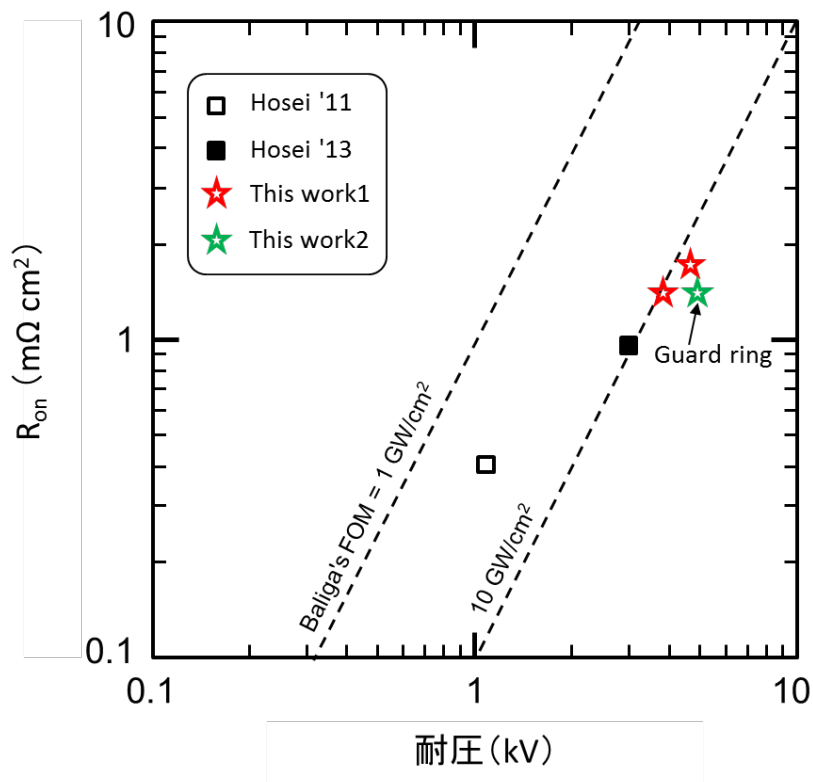 10
Hosei '11
Hosei '13
This work1
This work2
Ron (mΩ cm²)
1
Guard ring
Baliga's FOM = 1 GW/cm²
10 GW/cm²
0.1
0.1
1
10
耐圧(kV)